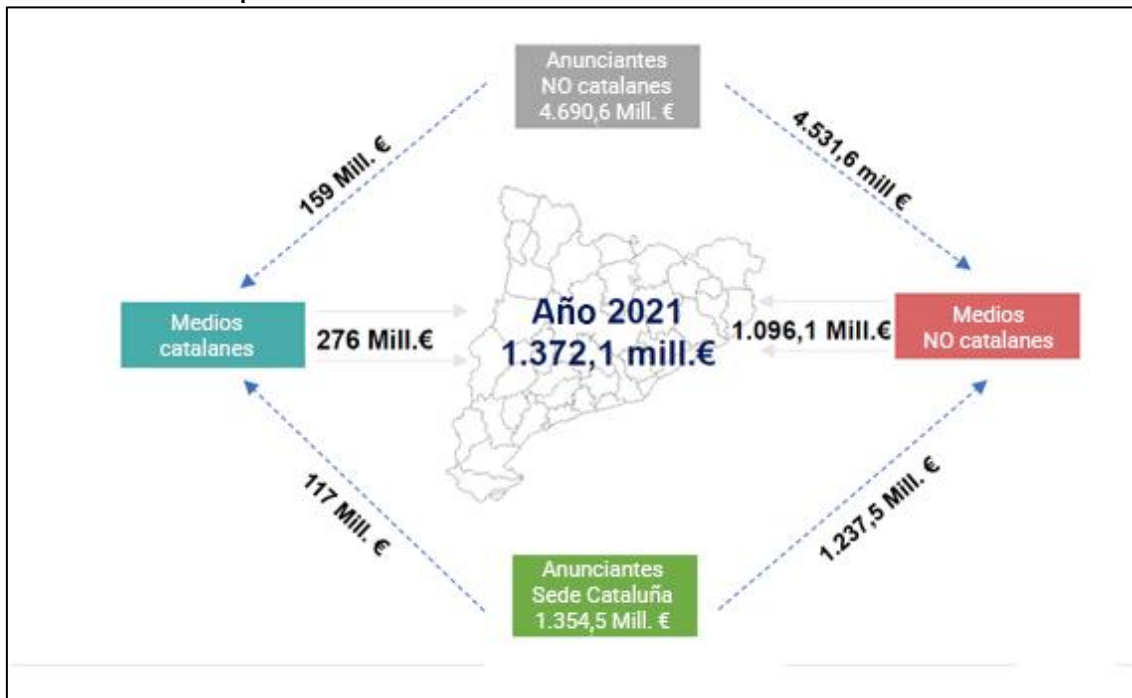 Anunciantes
NO catalanes
4.690,6 Mill. €
159 Mill. €
4.531,6 mill €
Medios
catalanes
276 Mill.€
Año 2021
1.372,1 mill.€
1.096,1 Mill.€
Medios
NO catalanes
117 Mill. €
1.237,5 Mill. €
Anunciantes
Sede Cataluña
1.354,5 Mill. €